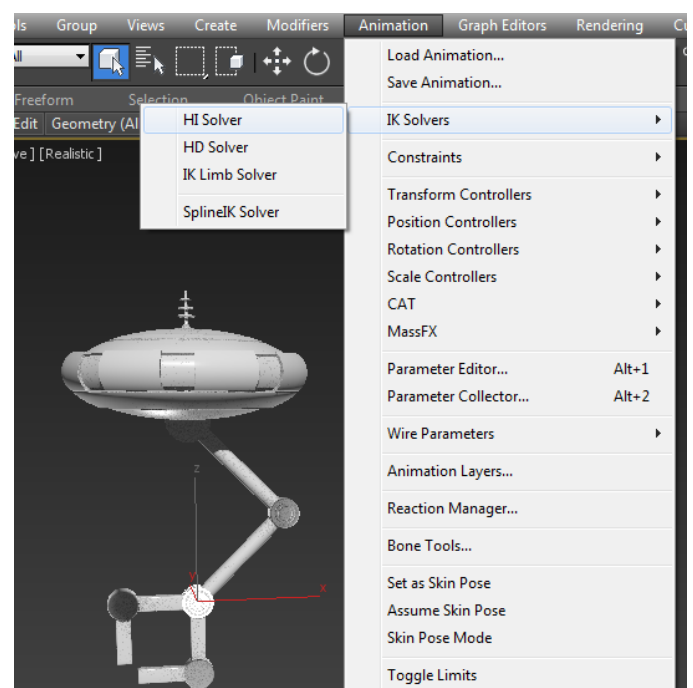 Group Views Create Modifiers Animation Graph Editors Rendering
Freeform Selection Object Paint
Edit Geometry (Al
[Realistic ]
HI Solver
HD Solver
IK Limb Solver
SplineIK Solver
Load Animation...
Save Animation...
IK Solvers
Constraints
Transform Controllers
Position Controllers
Rotation Controllers
Scale Controllers
CAT
MassFX
Parameter Editor... Alt+1
Parameter Collector... Alt+2
Wire Parameters
Animation Layers...
Reaction Manager...
Bone Tools...
Set as Skin Pose
Assume Skin Pose
Skin Pose Mode
Toggle Limits
z
y
x